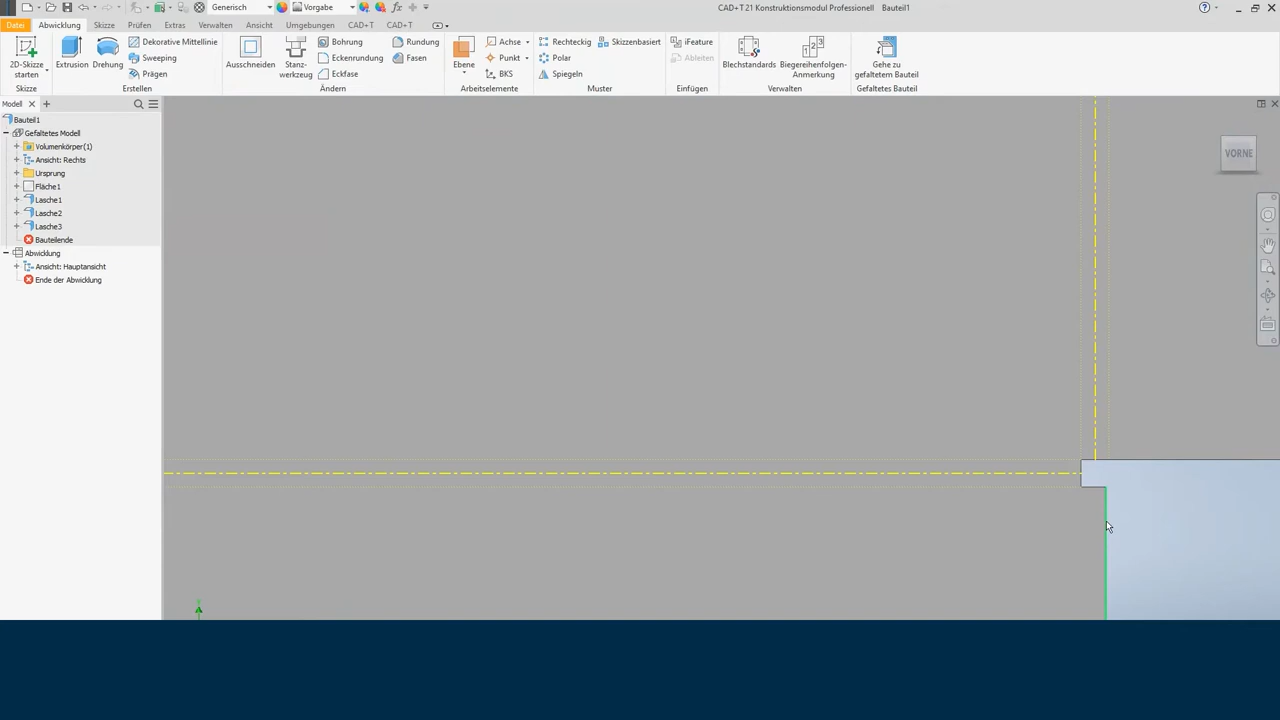 Generisch Vorgabe fx CAD+T 21 Konstruktionsmodul Professionell Bauteil1
Datei Abwicklung Skizze Prüfen Extras Verwalten Ansicht Umgebungen CAD+T CAD+T
2D-Skizze starten Extrusion Drehung Dekorative Mittellinie
Sweeping
Prägen
Ausschneiden Stanz-werkzeug Bohrung Rundung
Eckenrundung Fasen
Eckfase
Ebene Achse
Punkt
BKS
Rechteckig Skizzenbasiert
Polar
Spiegeln
iFeature
Ableiten
Blechstandards Biegereihenfolgen-Anmerkung Gehe zu gefaltetem Bauteil
Skizze Erstellen Ändern Arbeitselemente Muster Einfügen Verwalten Gefaltetes Bauteil
Modell
Bauteil1
Gefaltetes Modell
Volumenkörper(1)
Ansicht: Rechts
Ursprung
Fläche1
Lasche1
Lasche2
Lasche3
Bauteilende
Abwicklung
Ansicht: Hauptansicht
Ende der Abwicklung
VORNE